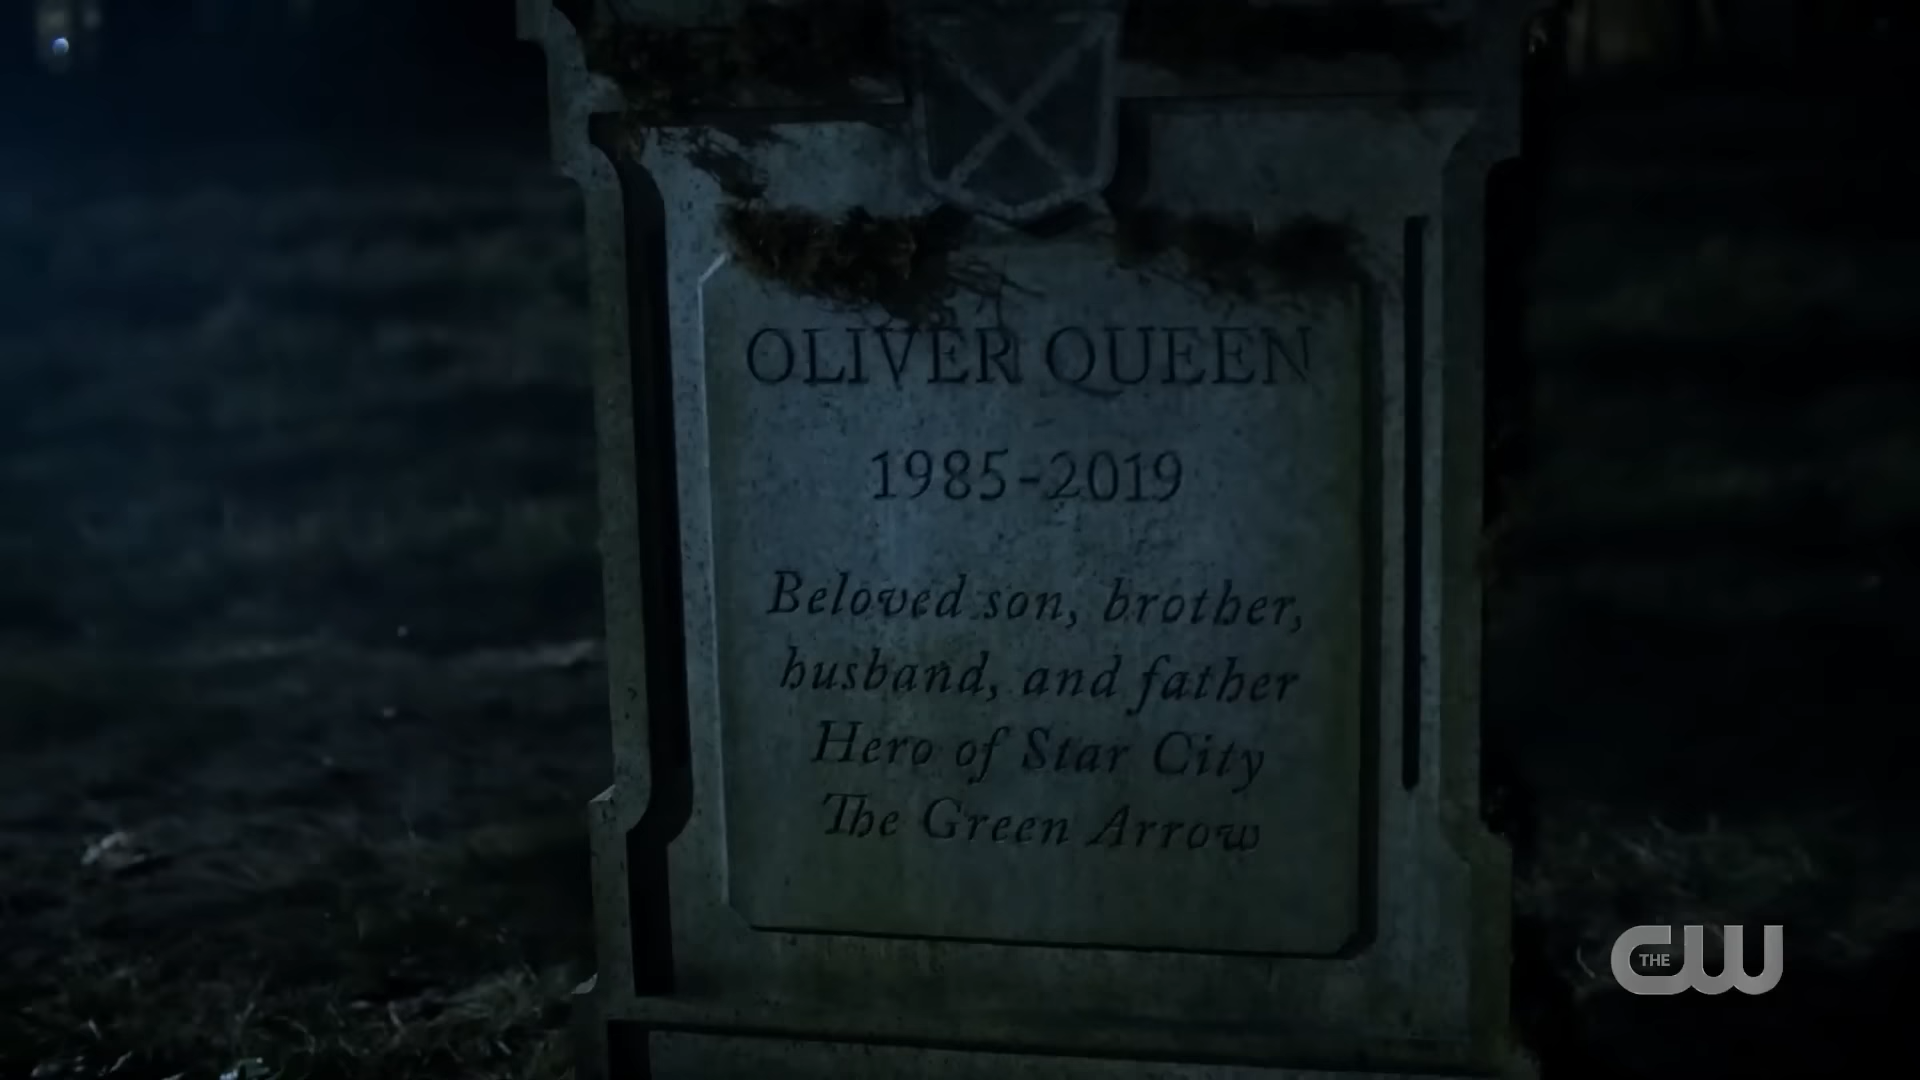 OLIVER QUEEN
1985-2019
Beloved son, brother,
husband, and father
Hero of Star City
The Green Arrow
THE CW